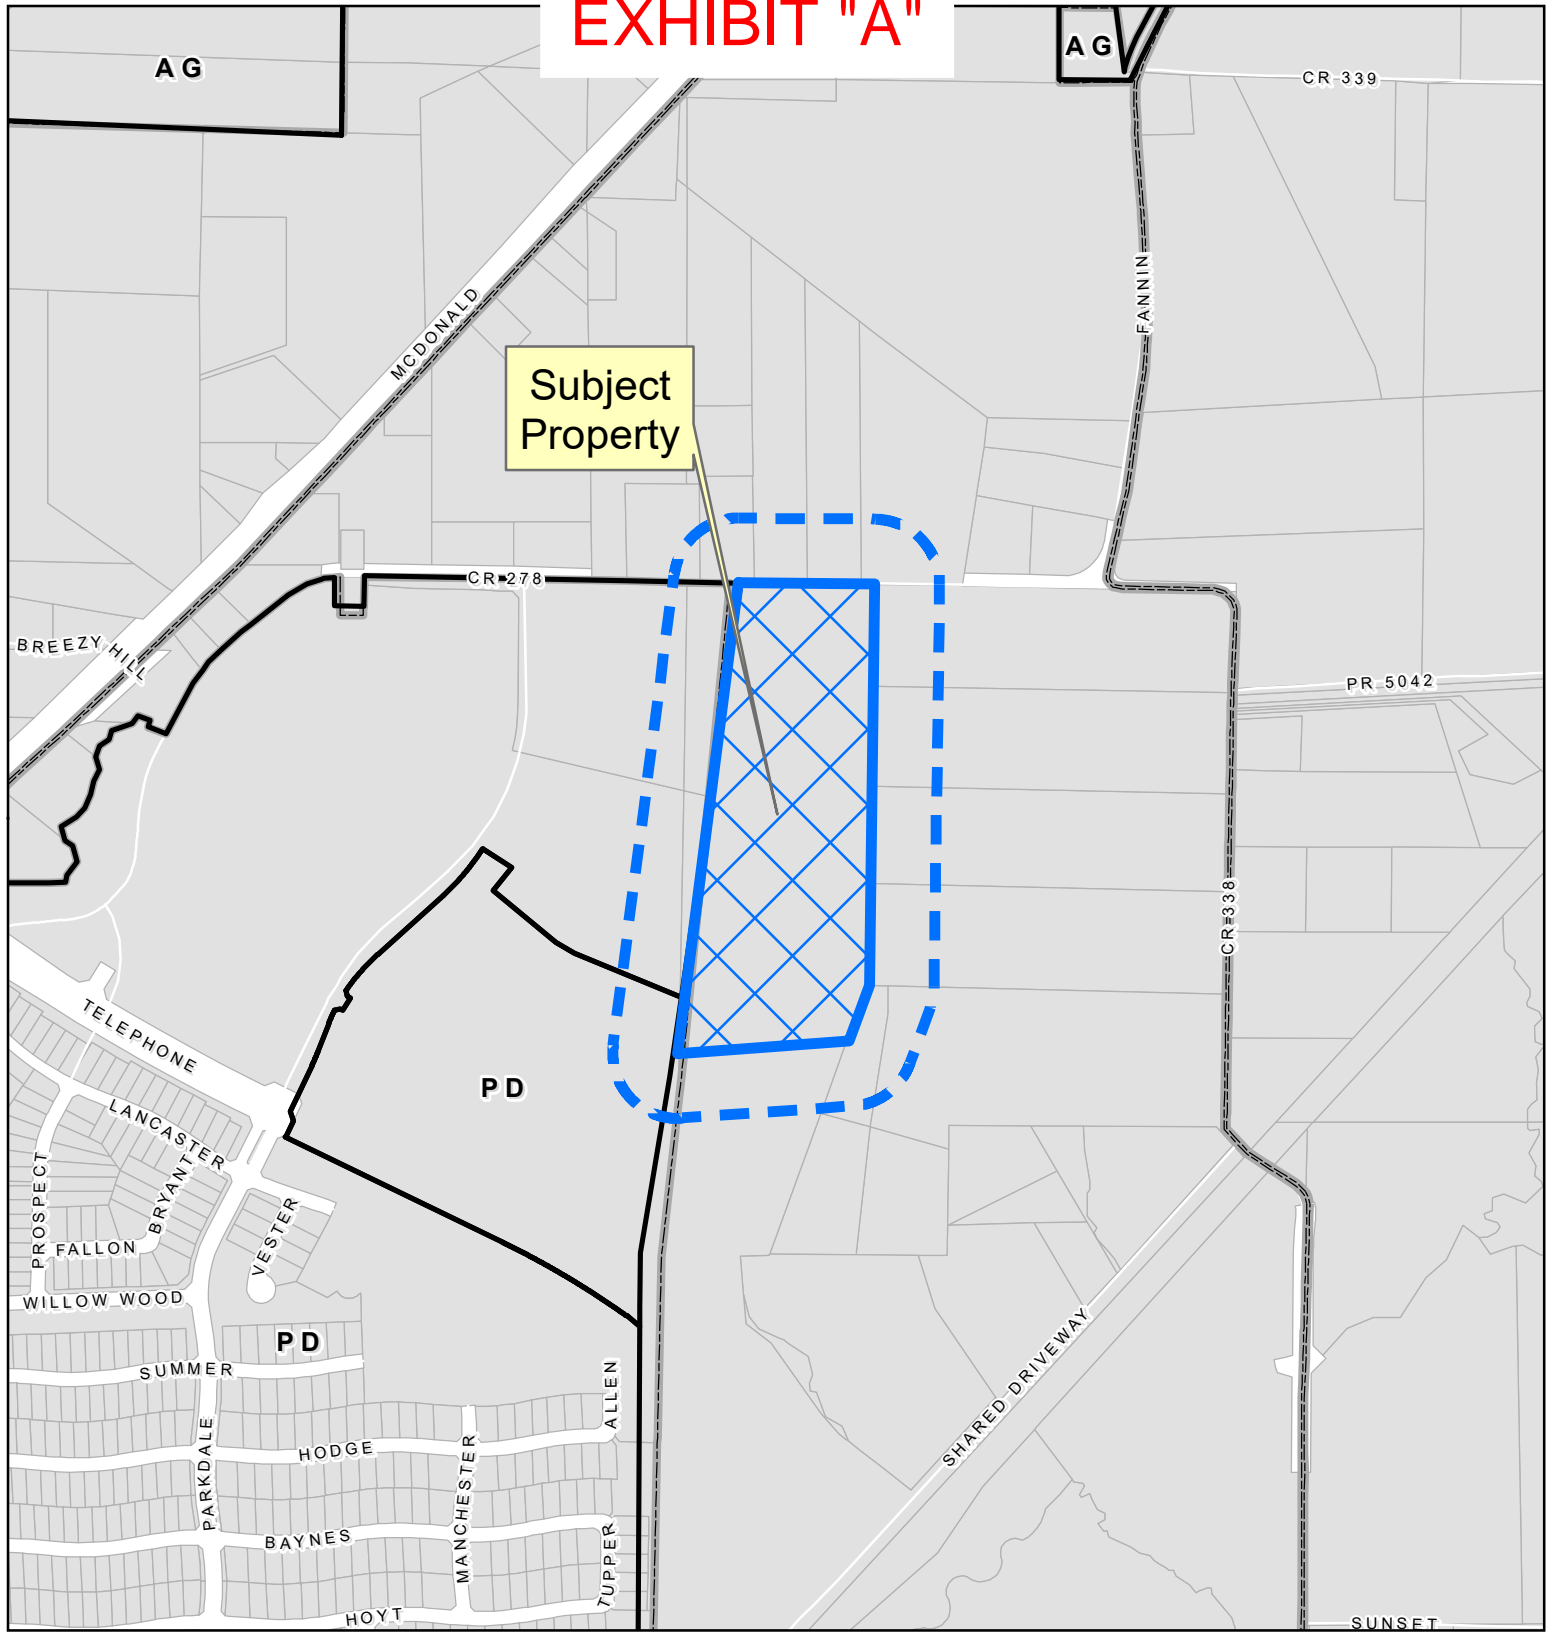 EXHIBIT "A"
AG
AG
CR 339
MCDONALD
FANNIN
Subject
Property
CR 278
BREEZY HILL
PR 5042
CR 338
TELEPHONE
PD
LANCASTER
PROSPECT
BRYANT
VESTER
FALLON
WILLOW WOOD
PD
SUMMER
SHARED DRIVEWAY
ALLEN
PARKDALE
HODGE
MANCHESTER
BAYNES
TUPPER
HOYT
SUNSET